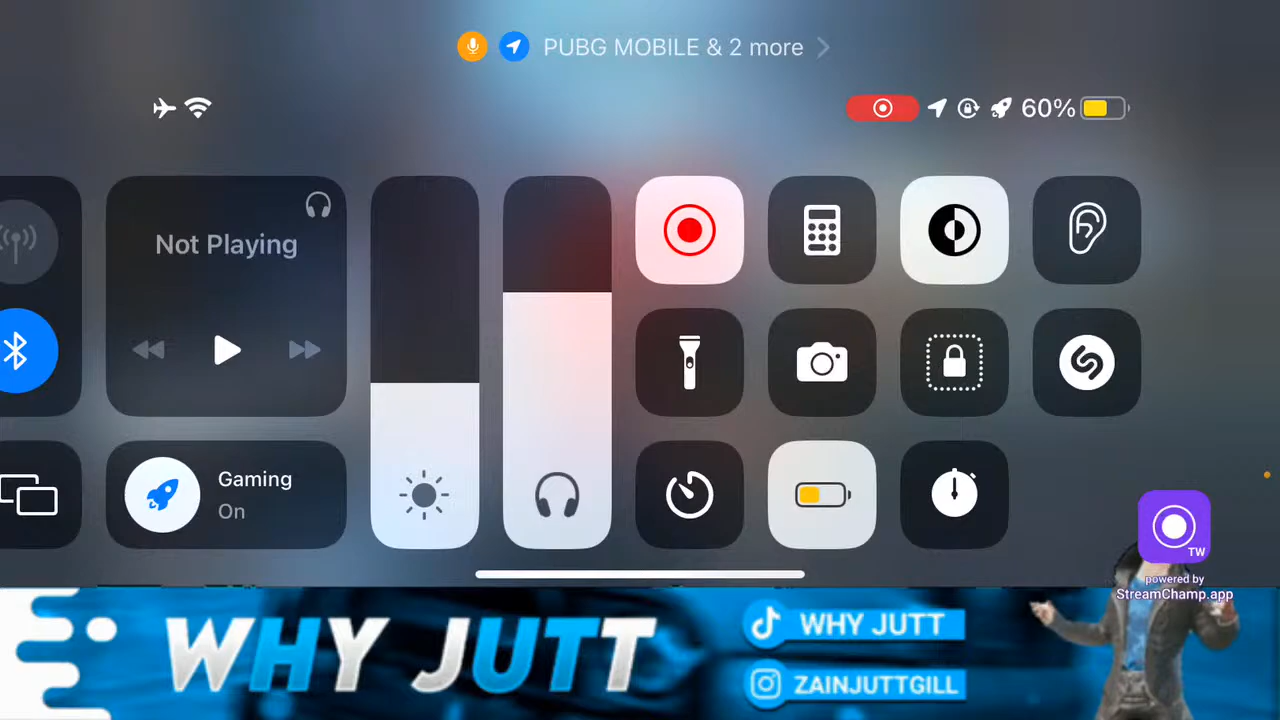 PUBG MOBILE & 2 more
60%
Not Playing
Gaming
On
TW
powered by
StreamChamp.app
WHY JUTT
WHY JUTT
ZAINJUTTGILL